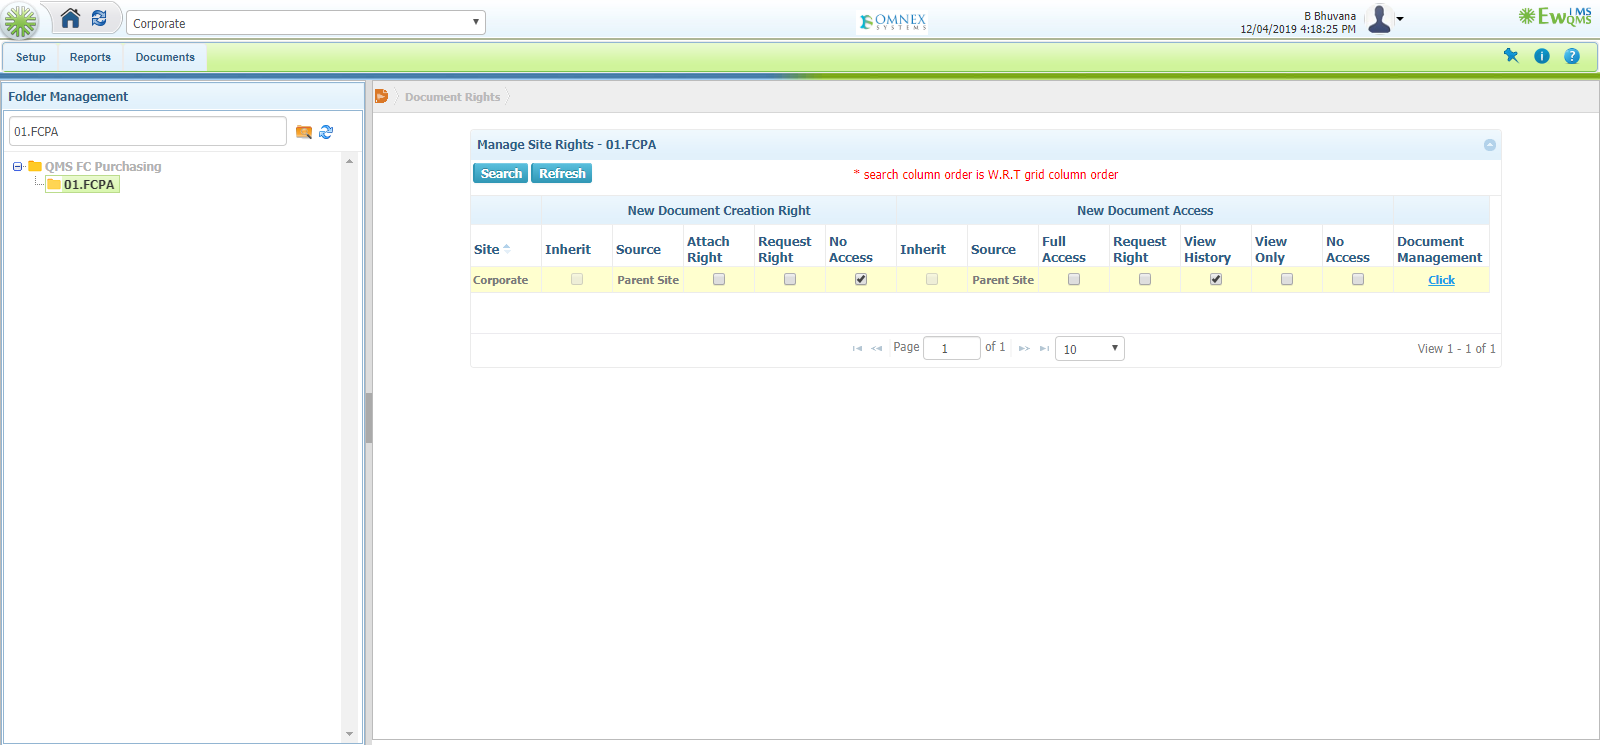 Corporate
OMNEX
SYSTEMS
B Bhuvana
12/04/2019 4:18:25 PM
EwQIMS
Setup Reports Documents
Folder Management
Document Rights
01.FCPA
QMS FC Purchasing
01.FCPA
Manage Site Rights - 01.FCPA
Search Refresh * search column order is W.R.T grid column order
New Document Creation Right New Document Access
Site Inherit Source Attach Right Request Right No Access Inherit Source Full Access Request Right View History View Only No Access Document Management
Corporate Parent Site Parent Site Click
Page 1 of 1 10 View 1 - 1 of 1